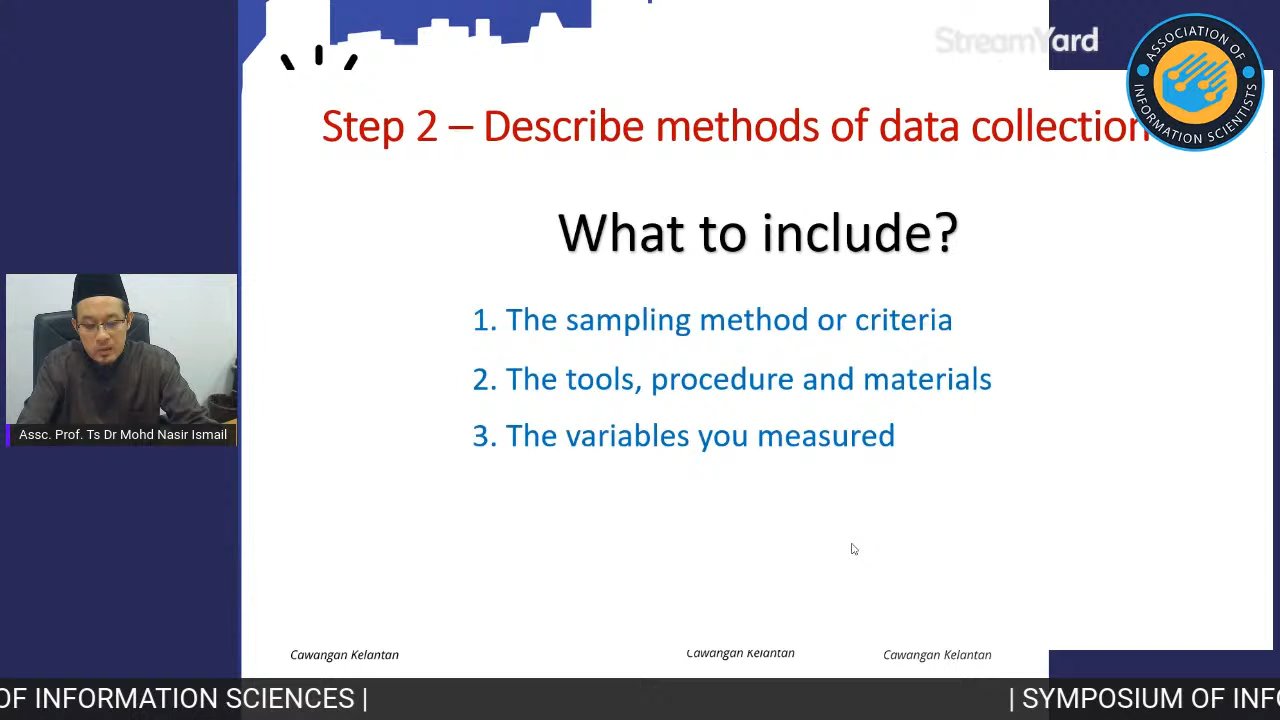 StreamYard
ASSOCIATION OF
INFORMATION SCIENTISTS
Step 2 – Describe methods of data collection
What to include?
1. The sampling method or criteria
2. The tools, procedure and materials
3. The variables you measured
Assc. Prof. Ts Dr Mohd Nasir Ismail
Cawangan Kelantan
Cawangan Kelantan
Cawangan Kelantan
OF INFORMATION SCIENCES |
| SYMPOSIUM OF INFO